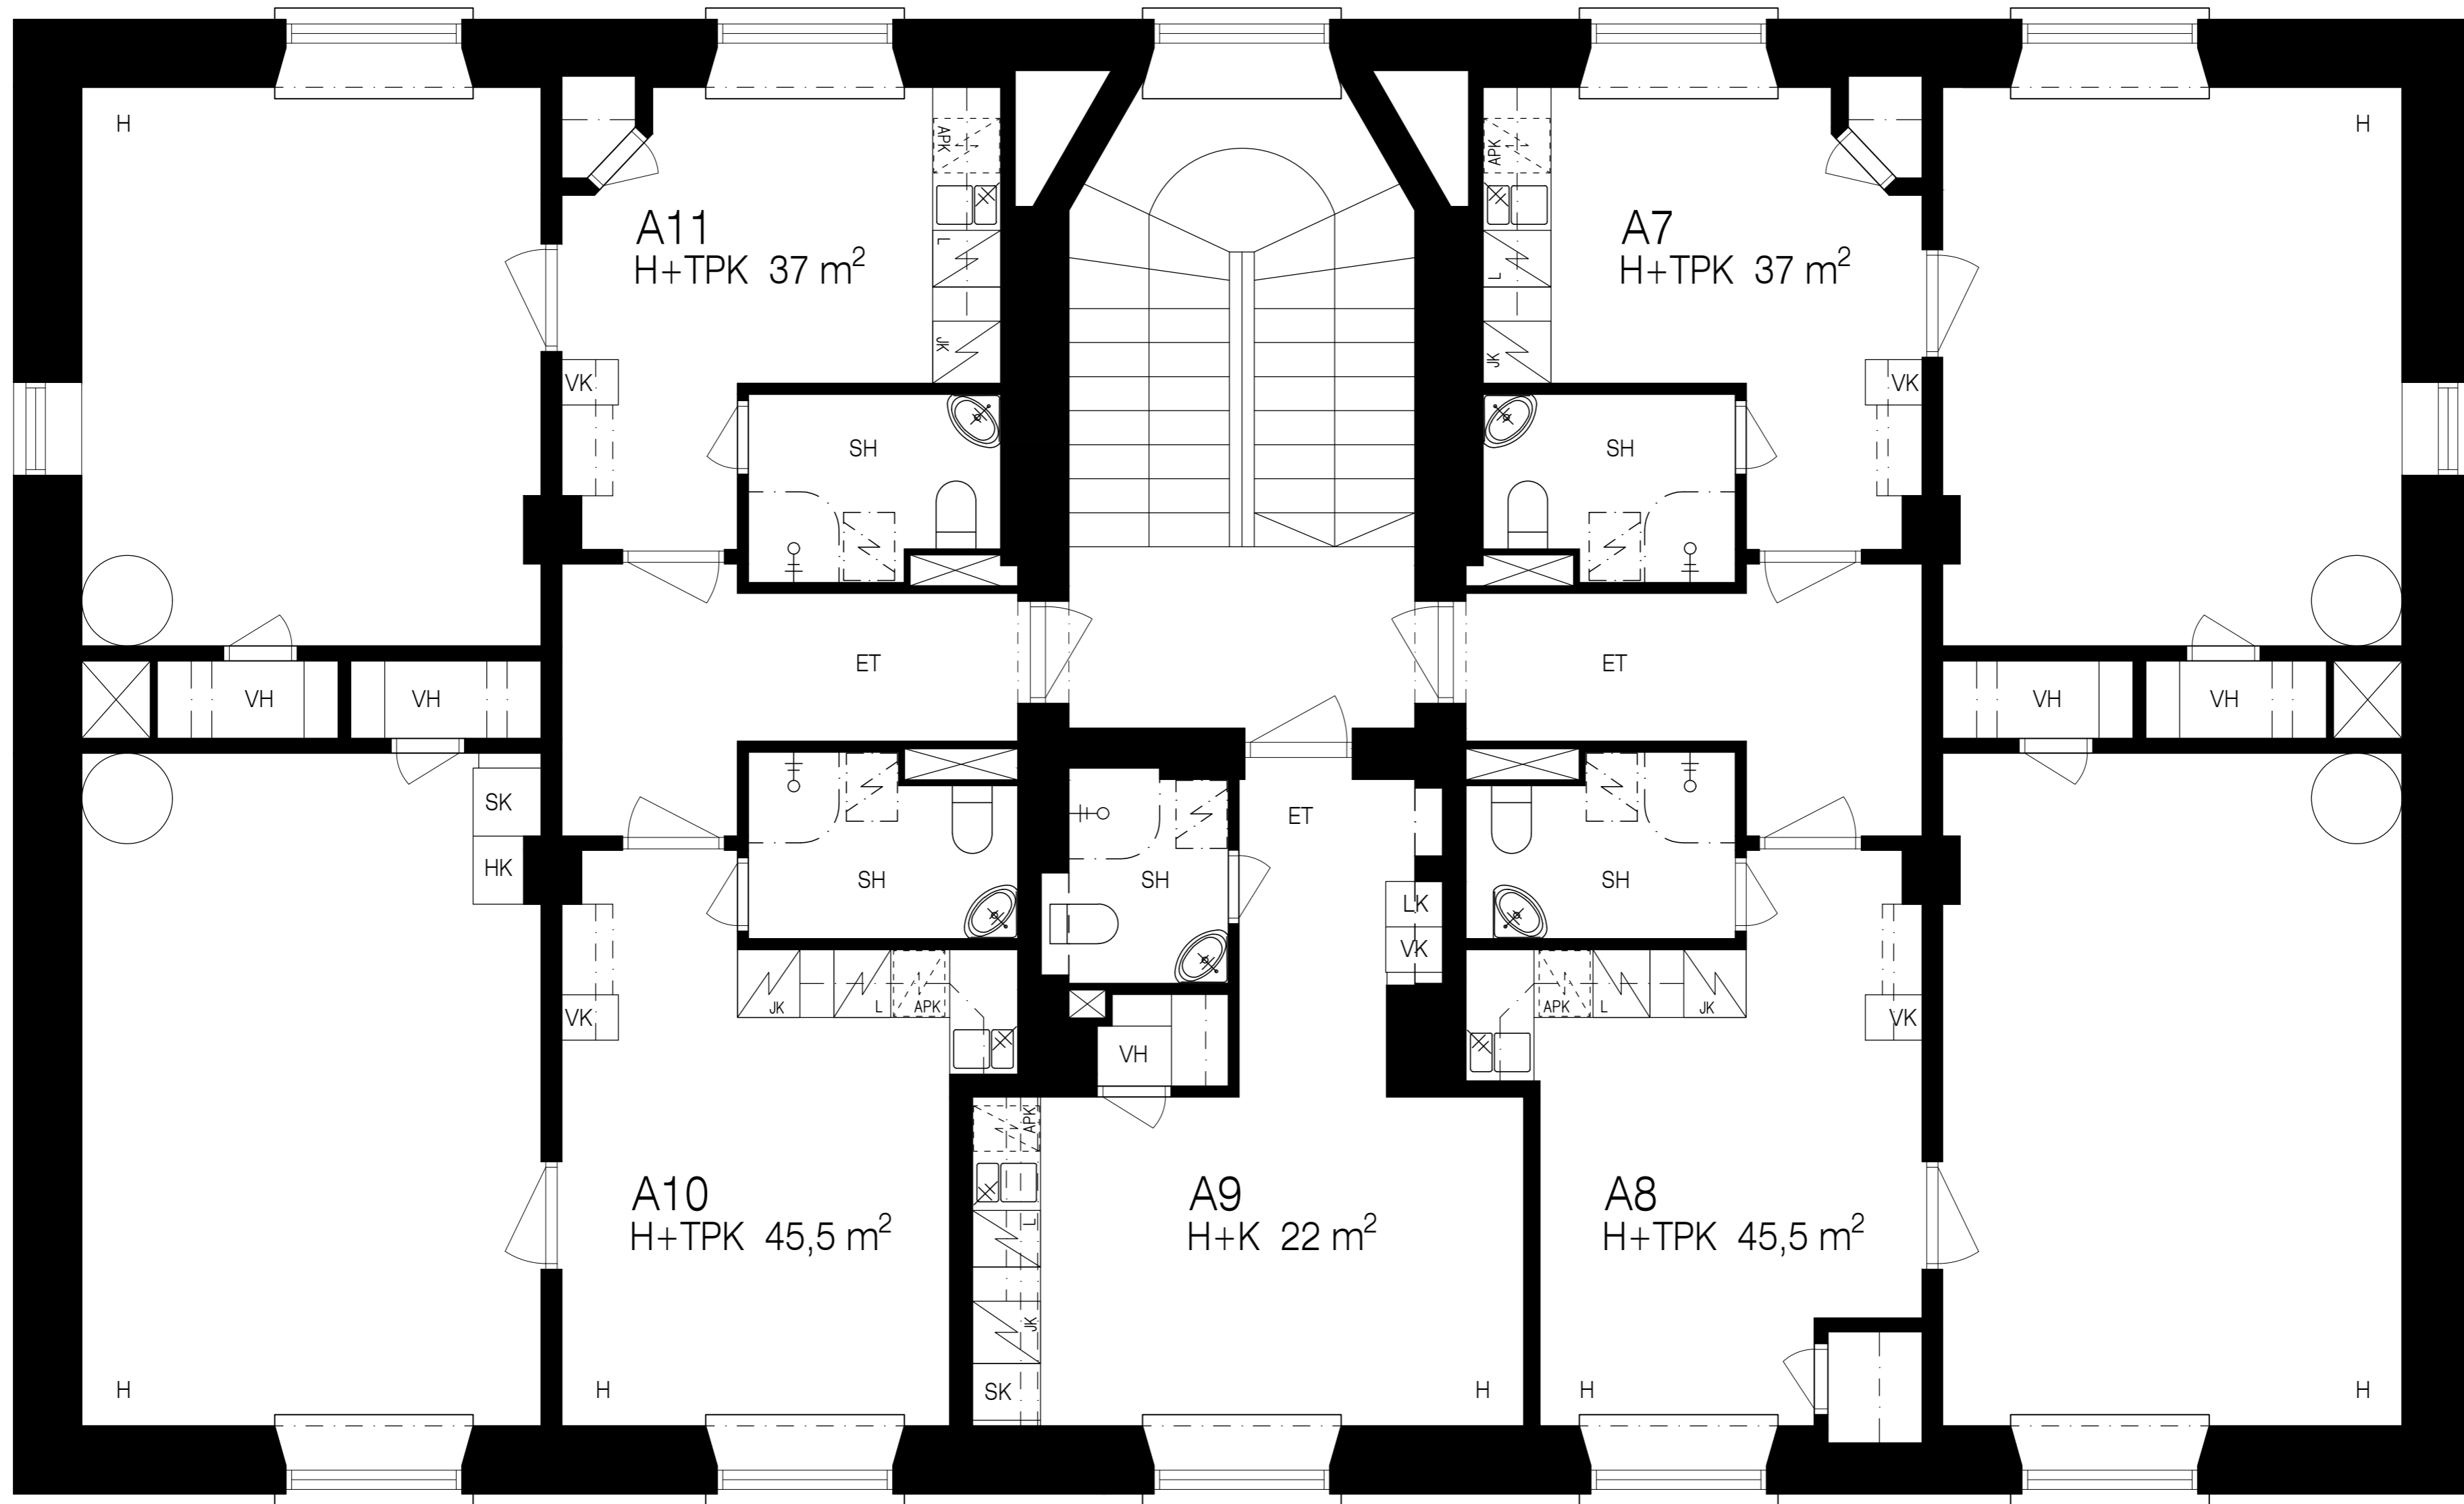 H
H
APK
APK
A11
H+TPK 37 m²
A7
H+TPK 37 m²
L
L
JK
JK
VK
VK
SH
SH
ET
ET
VH
VH
VH
VH
SK
HK
ET
SH
SH
SH
LK
VK
VK
JK
L
APK
APK
L
JK
VK
VH
APK
A10
H+TPK 45,5 m²
A9
H+K 22 m²
A8
H+TPK 45,5 m²
L
JK
SK
H
H
H
H
H